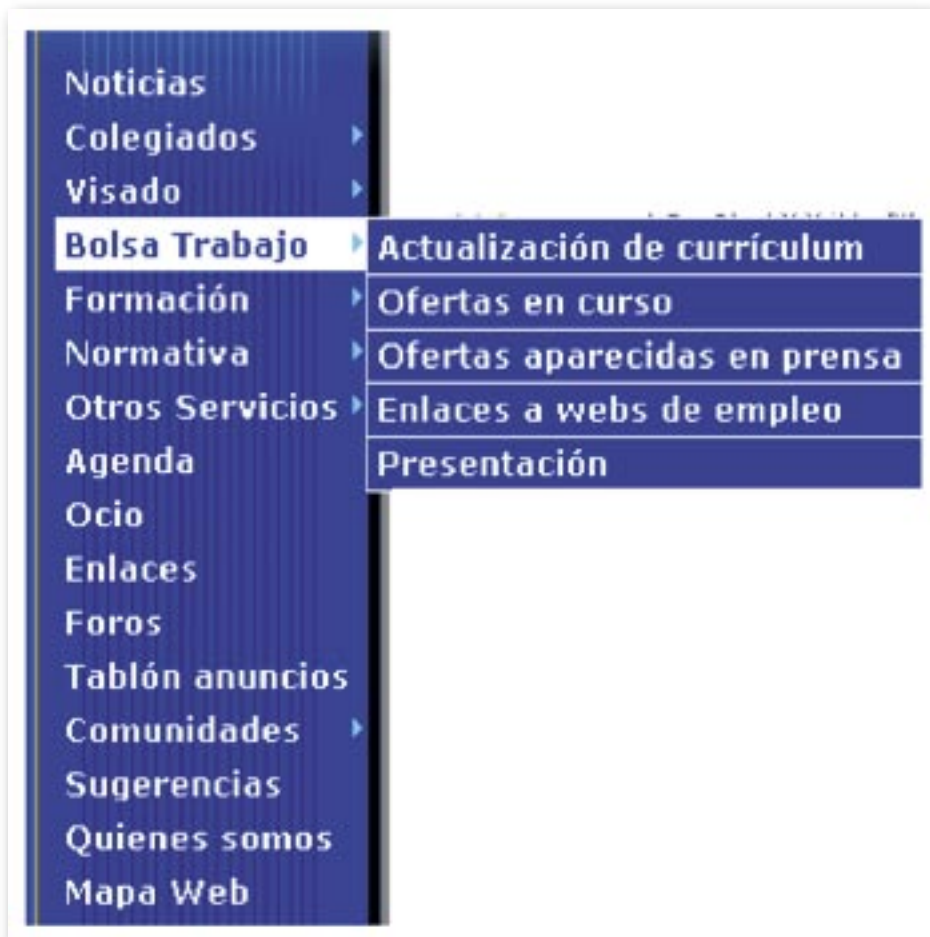 Noticias
Colegiados
Visado
Bolsa Trabajo
Actualización de currículum
Ofertas en curso
Ofertas aparecidas en prensa
Enlaces a webs de empleo
Presentación
Formación
Normativa
Otros Servicios
Agenda
Ocio
Enlaces
Foros
Tablón anuncios
Comunidades
Sugerencias
Quienes somos
Mapa Web